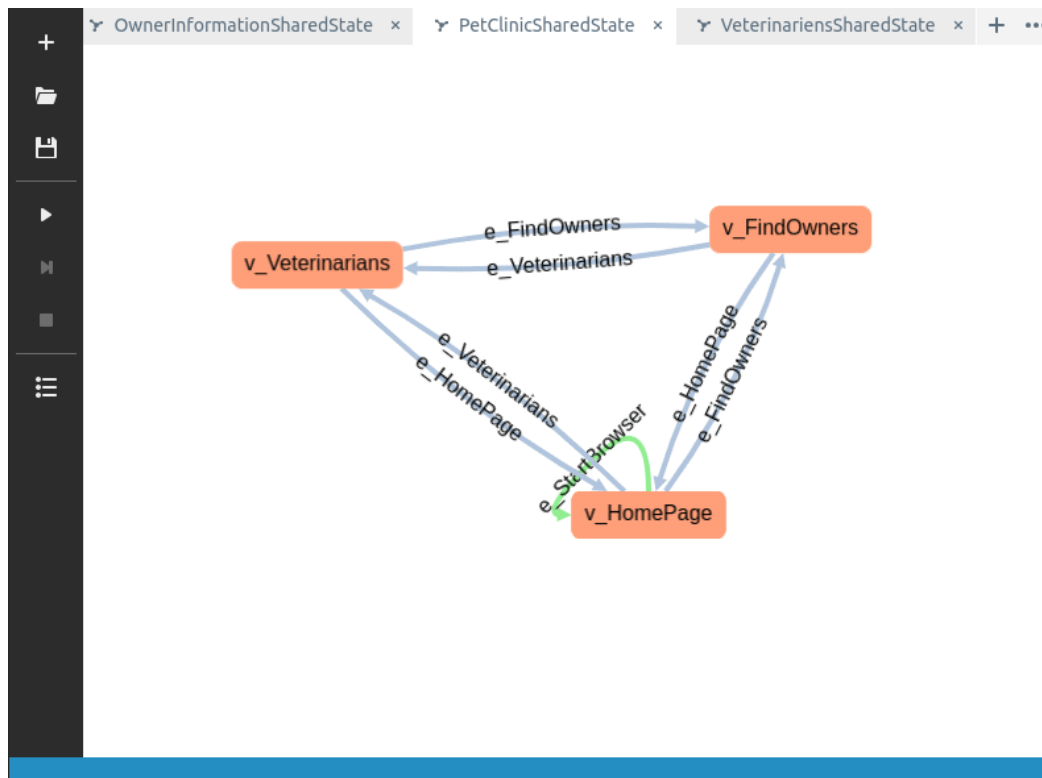 OwnerInformationSharedState ×
PetClinicSharedState ×
VeterinariensSharedState ×
e_FindOwners
v_FindOwners
v_Veterinarians
e_Veterinarians
e_Veterinarians
e_HomePage
e_HomePage
e_FindOwners
e_StartBrowser
v_HomePage